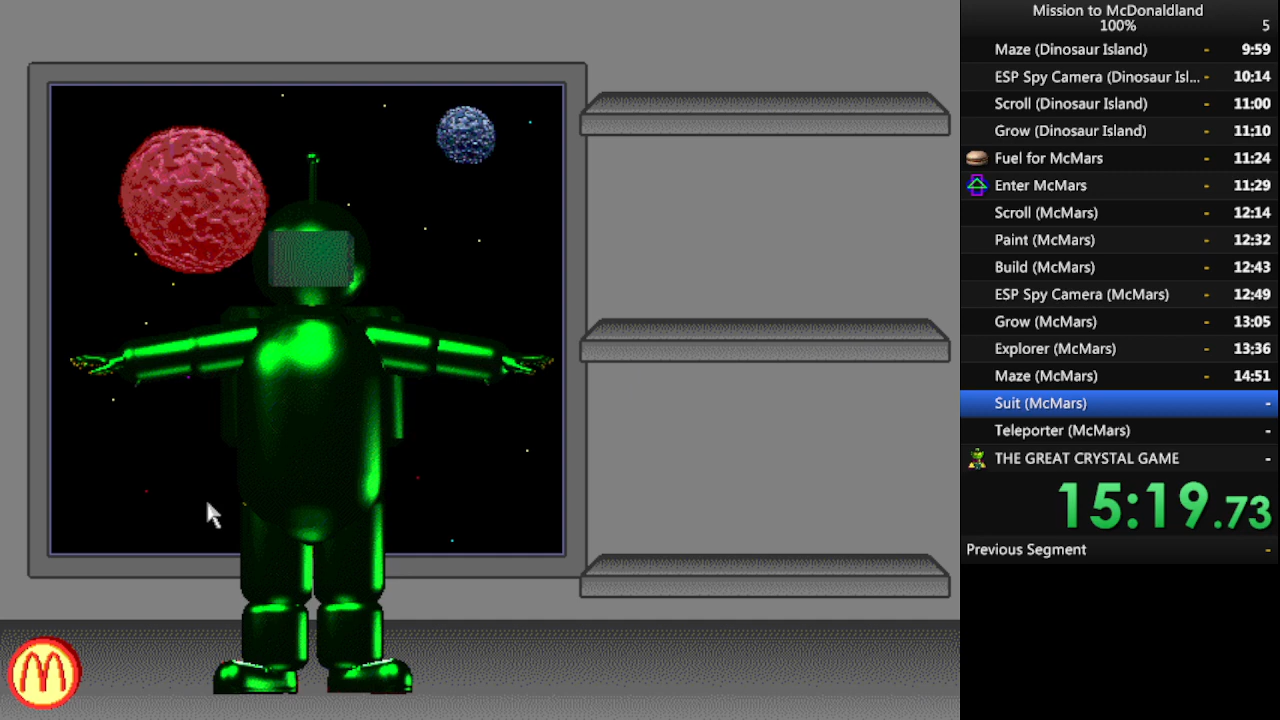 Mission to McDonaldland
100% 5
Maze (Dinosaur Island) - 9:59
ESP Spy Camera (Dinosaur Isl... - 10:14
Scroll (Dinosaur Island) - 11:00
Grow (Dinosaur Island) - 11:10
Fuel for McMars - 11:24
Enter McMars - 11:29
Scroll (McMars) - 12:14
Paint (McMars) - 12:32
Build (McMars) - 12:43
ESP Spy Camera (McMars) - 12:49
Grow (McMars) - 13:05
Explorer (McMars) - 13:36
Maze (McMars) - 14:51
Suit (McMars) -
Teleporter (McMars) -
THE GREAT CRYSTAL GAME -
15:19.73
Previous Segment -
M